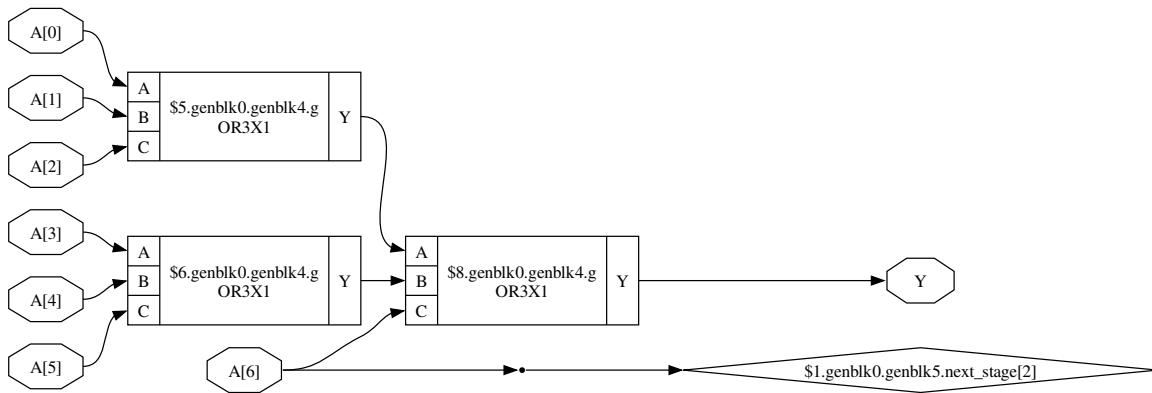 A[0]
A[1]
A[2]
A
B
C
$5.genblk0.genblk4.g
OR3X1
Y
A[3]
A[4]
A[5]
A
B
C
$6.genblk0.genblk4.g
OR3X1
Y
A[6]
A
B
C
$8.genblk0.genblk4.g
OR3X1
Y
Y
$1.genblk0.genblk5.next_stage[2]